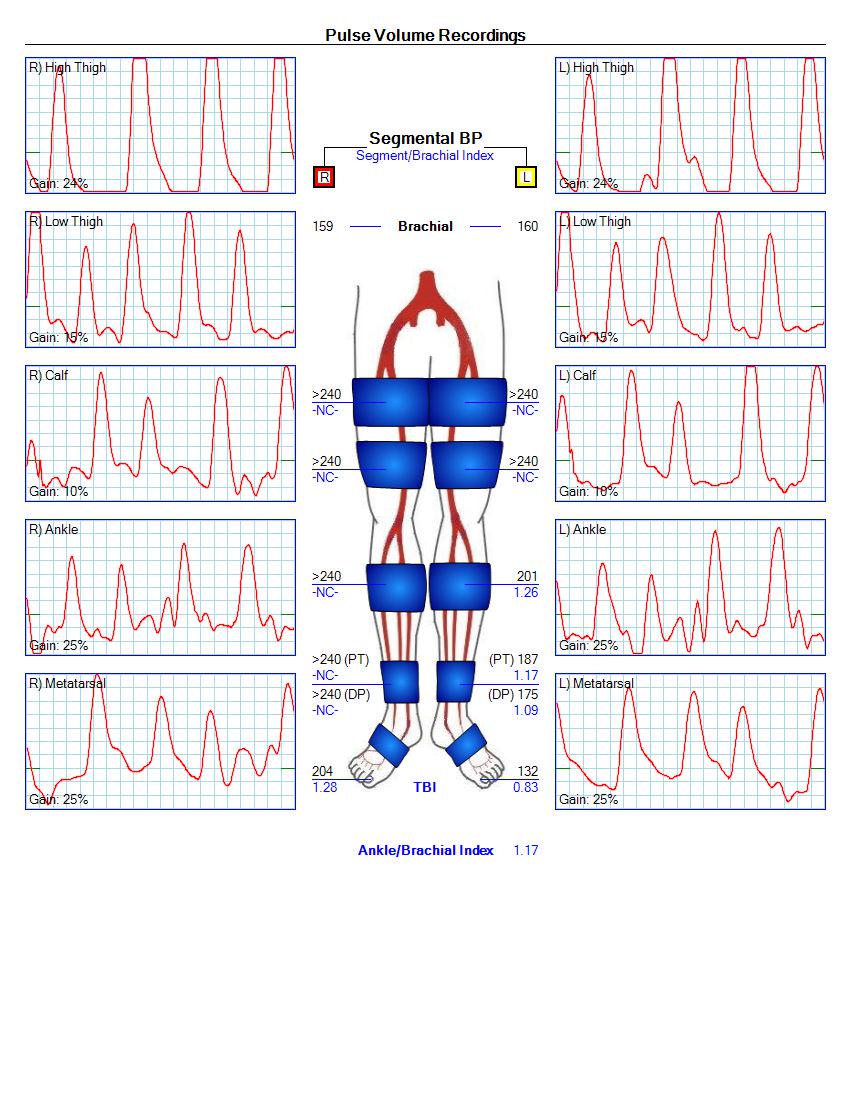 Pulse Volume Recordings
R) High Thigh
Gain: 24%
L) High Thigh
Gain: 24%
Segmental BP
Segment/Brachial Index
R
L
159 Brachial 160
R) Low Thigh
Gain: 15%
L) Low Thigh
Gain: 15%
R) Calf
Gain: 10%
L) Calf
Gain: 10%
>240 >240
-NC- -NC-
>240 >240
-NC- -NC-
R) Ankle
Gain: 25%
L) Ankle
Gain: 25%
>240 201
-NC- 1.26
>240 (PT) (PT) 187
-NC- 1.17
>240 (DP) (DP) 175
-NC- 1.09
R) Metatarsal
Gain: 25%
L) Metatarsal
Gain: 25%
204 132
1.28 TBI 0.83
Ankle/Brachial Index 1.17